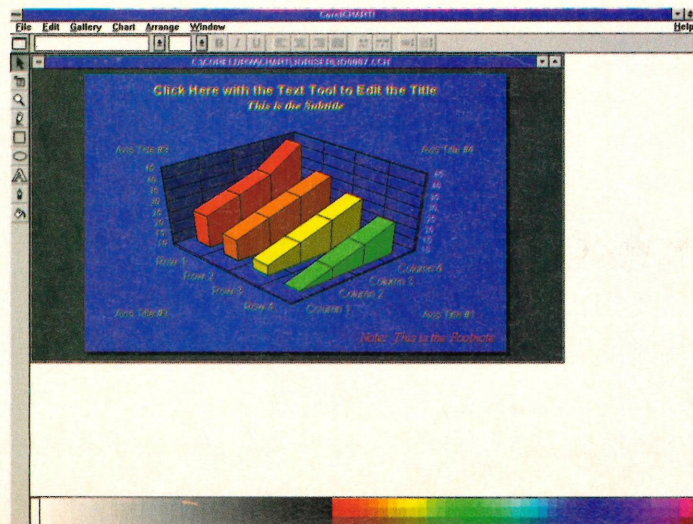 CorelCHART!
File Edit Gallery Chart Arrange Window Help
B I U
Click Here with the Text Tool to Edit the Title
This is the Subtitle
Axis Title #3
Axis Title #4
Row 1
Row 2
Row 3
Row 4
Column 4
Column 3
Column 2
Column 1
Axis Title #2
Axis Title #1
Note: This is the Footnote